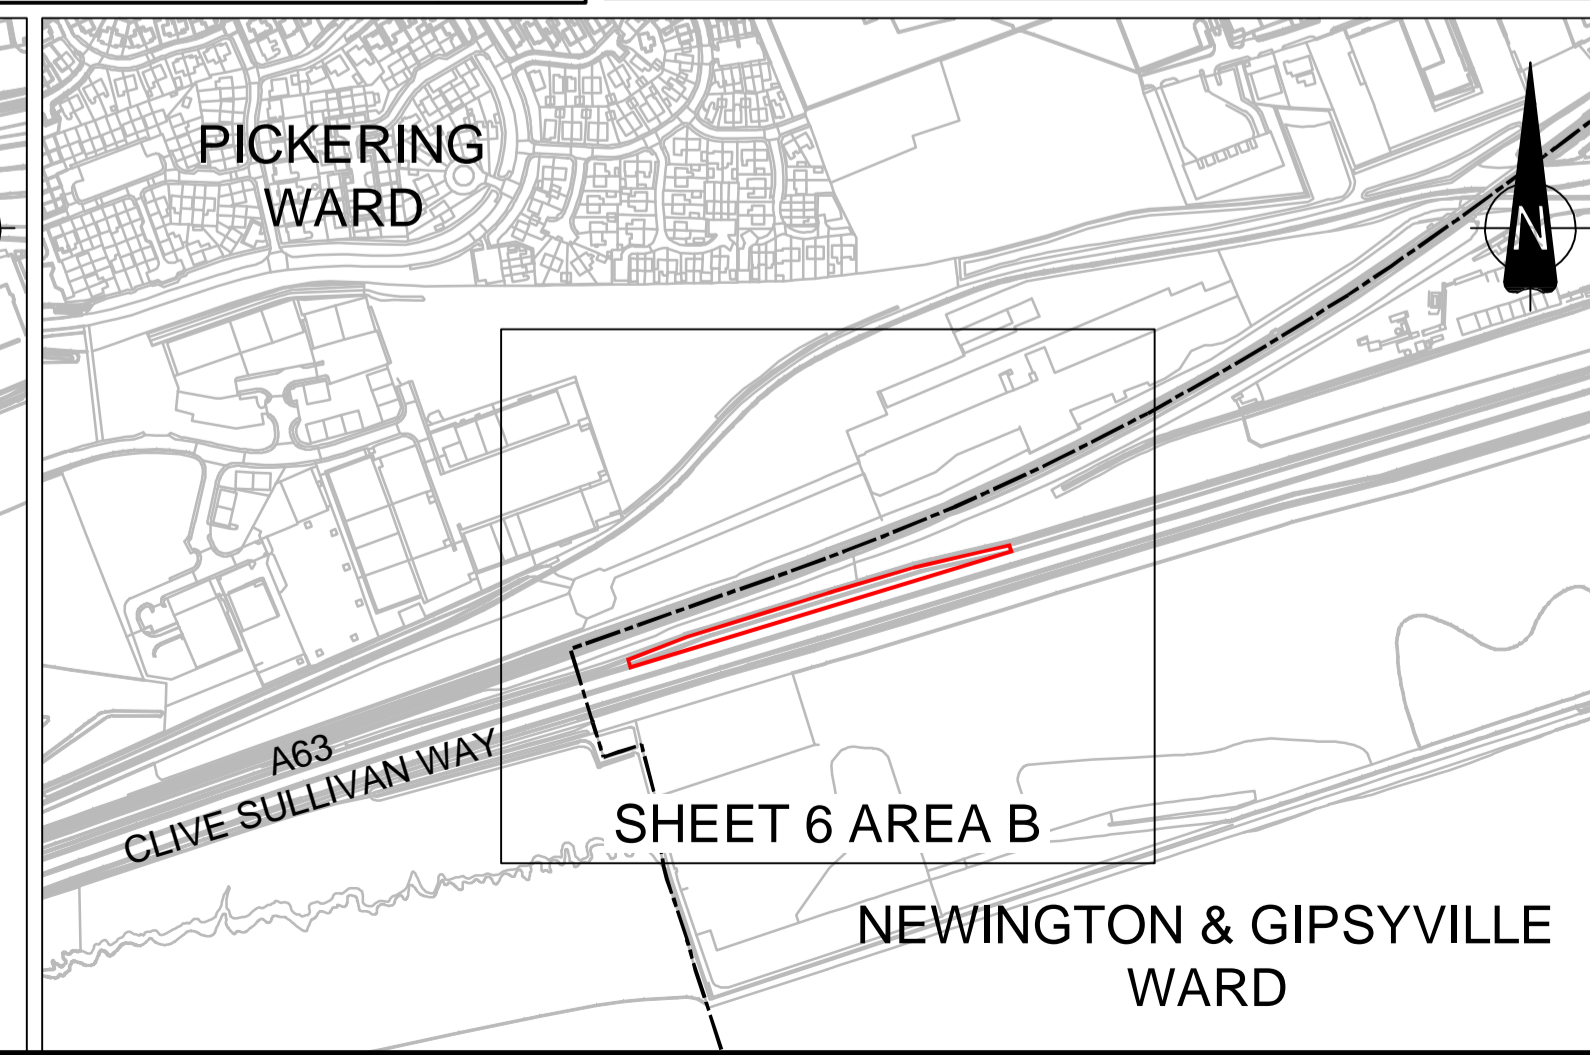 PICKERING
WARD
N
A63
CLIVE SULLIVAN WAY
SHEET 6 AREA B
NEWINGTON & GIPSYVILLE
WARD